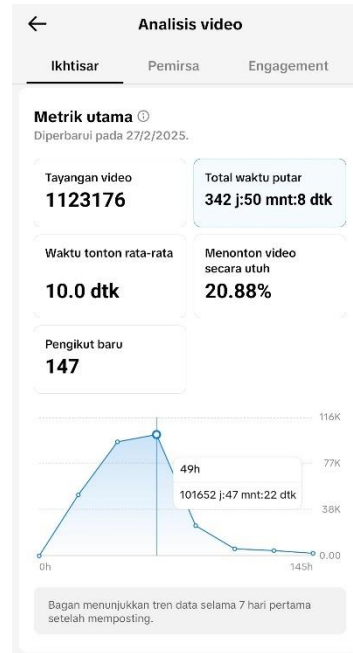 Analisis video
Ikhtisar Pemirsa Engagement
Metrik utama
Diperbarui pada 27/2/2025.
Tayangan video
1123176
Total waktu putar
342 j:50 mnt:8 dtk
Waktu tonton rata-rata
10.0 dtk
Menonton video
secara utuh
20.88%
Pengikut baru
147
116K
77K
38K
0.00
49h
101652 j:47 mnt:22 dtk
0h 145h
Bagan menunjukkan tren data selama 7 hari pertama
setelah memposting.